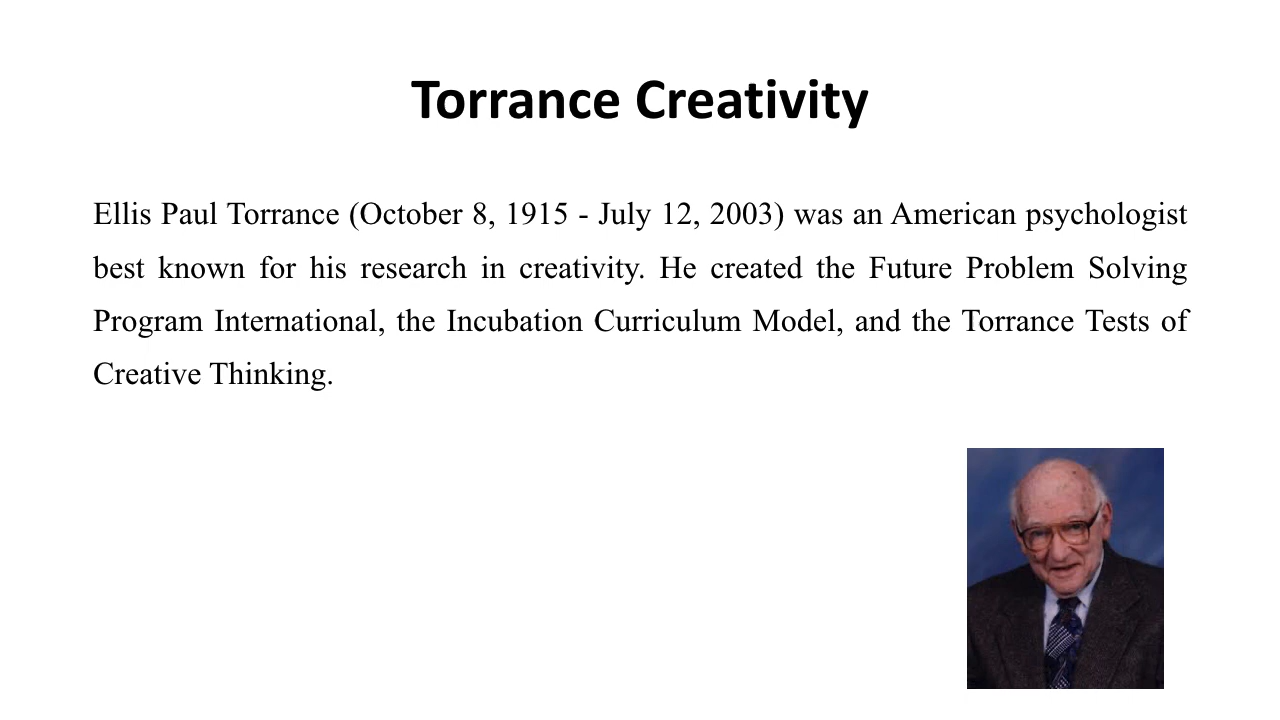 Torrance Creativity
Ellis Paul Torrance (October 8, 1915 - July 12, 2003) was an American psychologist
best known for his research in creativity. He created the Future Problem Solving
Program International, the Incubation Curriculum Model, and the Torrance Tests of
Creative Thinking.